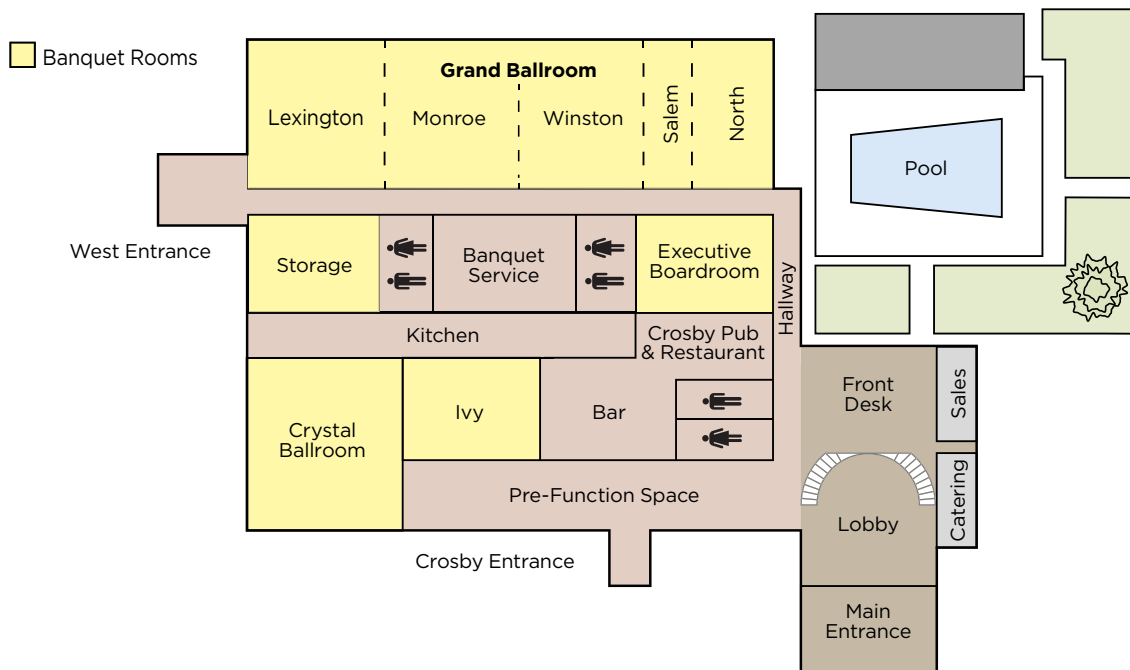 Banquet Rooms
Grand Ballroom
Lexington
Monroe
Winston
Salem
North
Pool
West Entrance
Storage
Banquet
Service
Executive
Boardroom
Hallway
Kitchen
Crosby Pub
& Restaurant
Front
Desk
Sales
Crystal
Ballroom
Ivy
Bar
Catering
Pre-Function Space
Lobby
Crosby Entrance
Main
Entrance